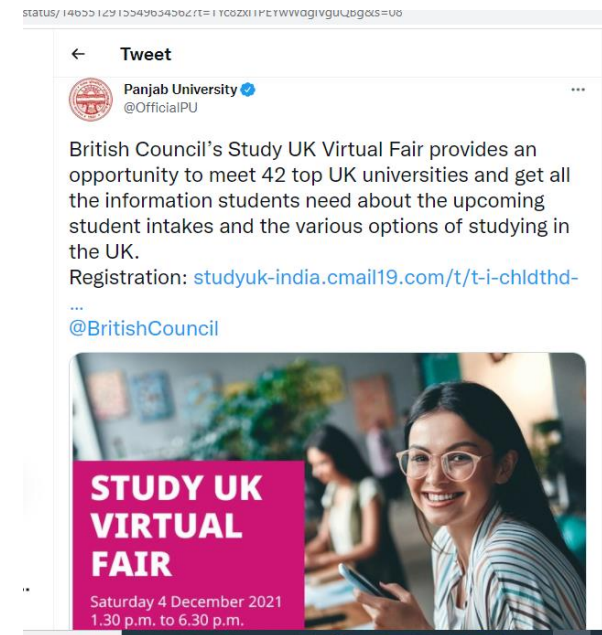 ← Tweet
Panjab University
@OfficialPU
...
British Council's Study UK Virtual Fair provides an
opportunity to meet 42 top UK universities and get all
the information students need about the upcoming
student intakes and the various options of studying in
the UK.
Registration: studyuk-india.cmail19.com/t/t-i-chldthd-
...
@BritishCouncil
STUDY UK
VIRTUAL
FAIR
Saturday 4 December 2021
1.30 p.m. to 6.30 p.m.